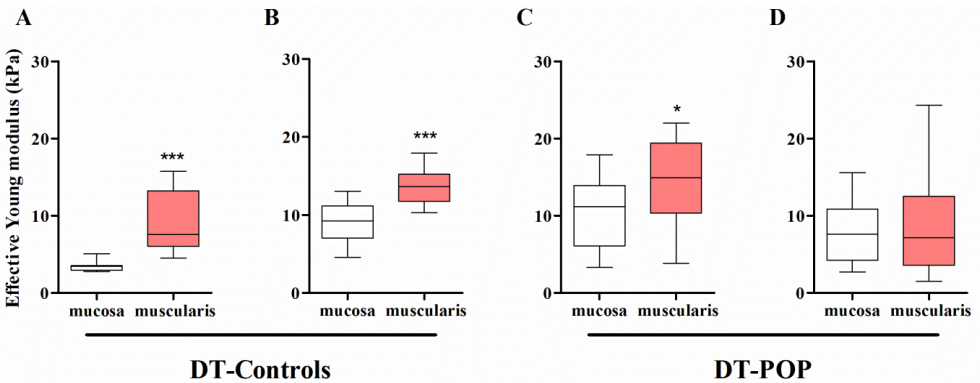 A B C D
Effective Young modulus (kPa)
30 30 30 30
20 20 20 20
10 10 10 10
0 0 0 0
*** *** *
mucosa muscularis mucosa muscularis mucosa muscularis mucosa muscularis
DT-Controls DT-POP